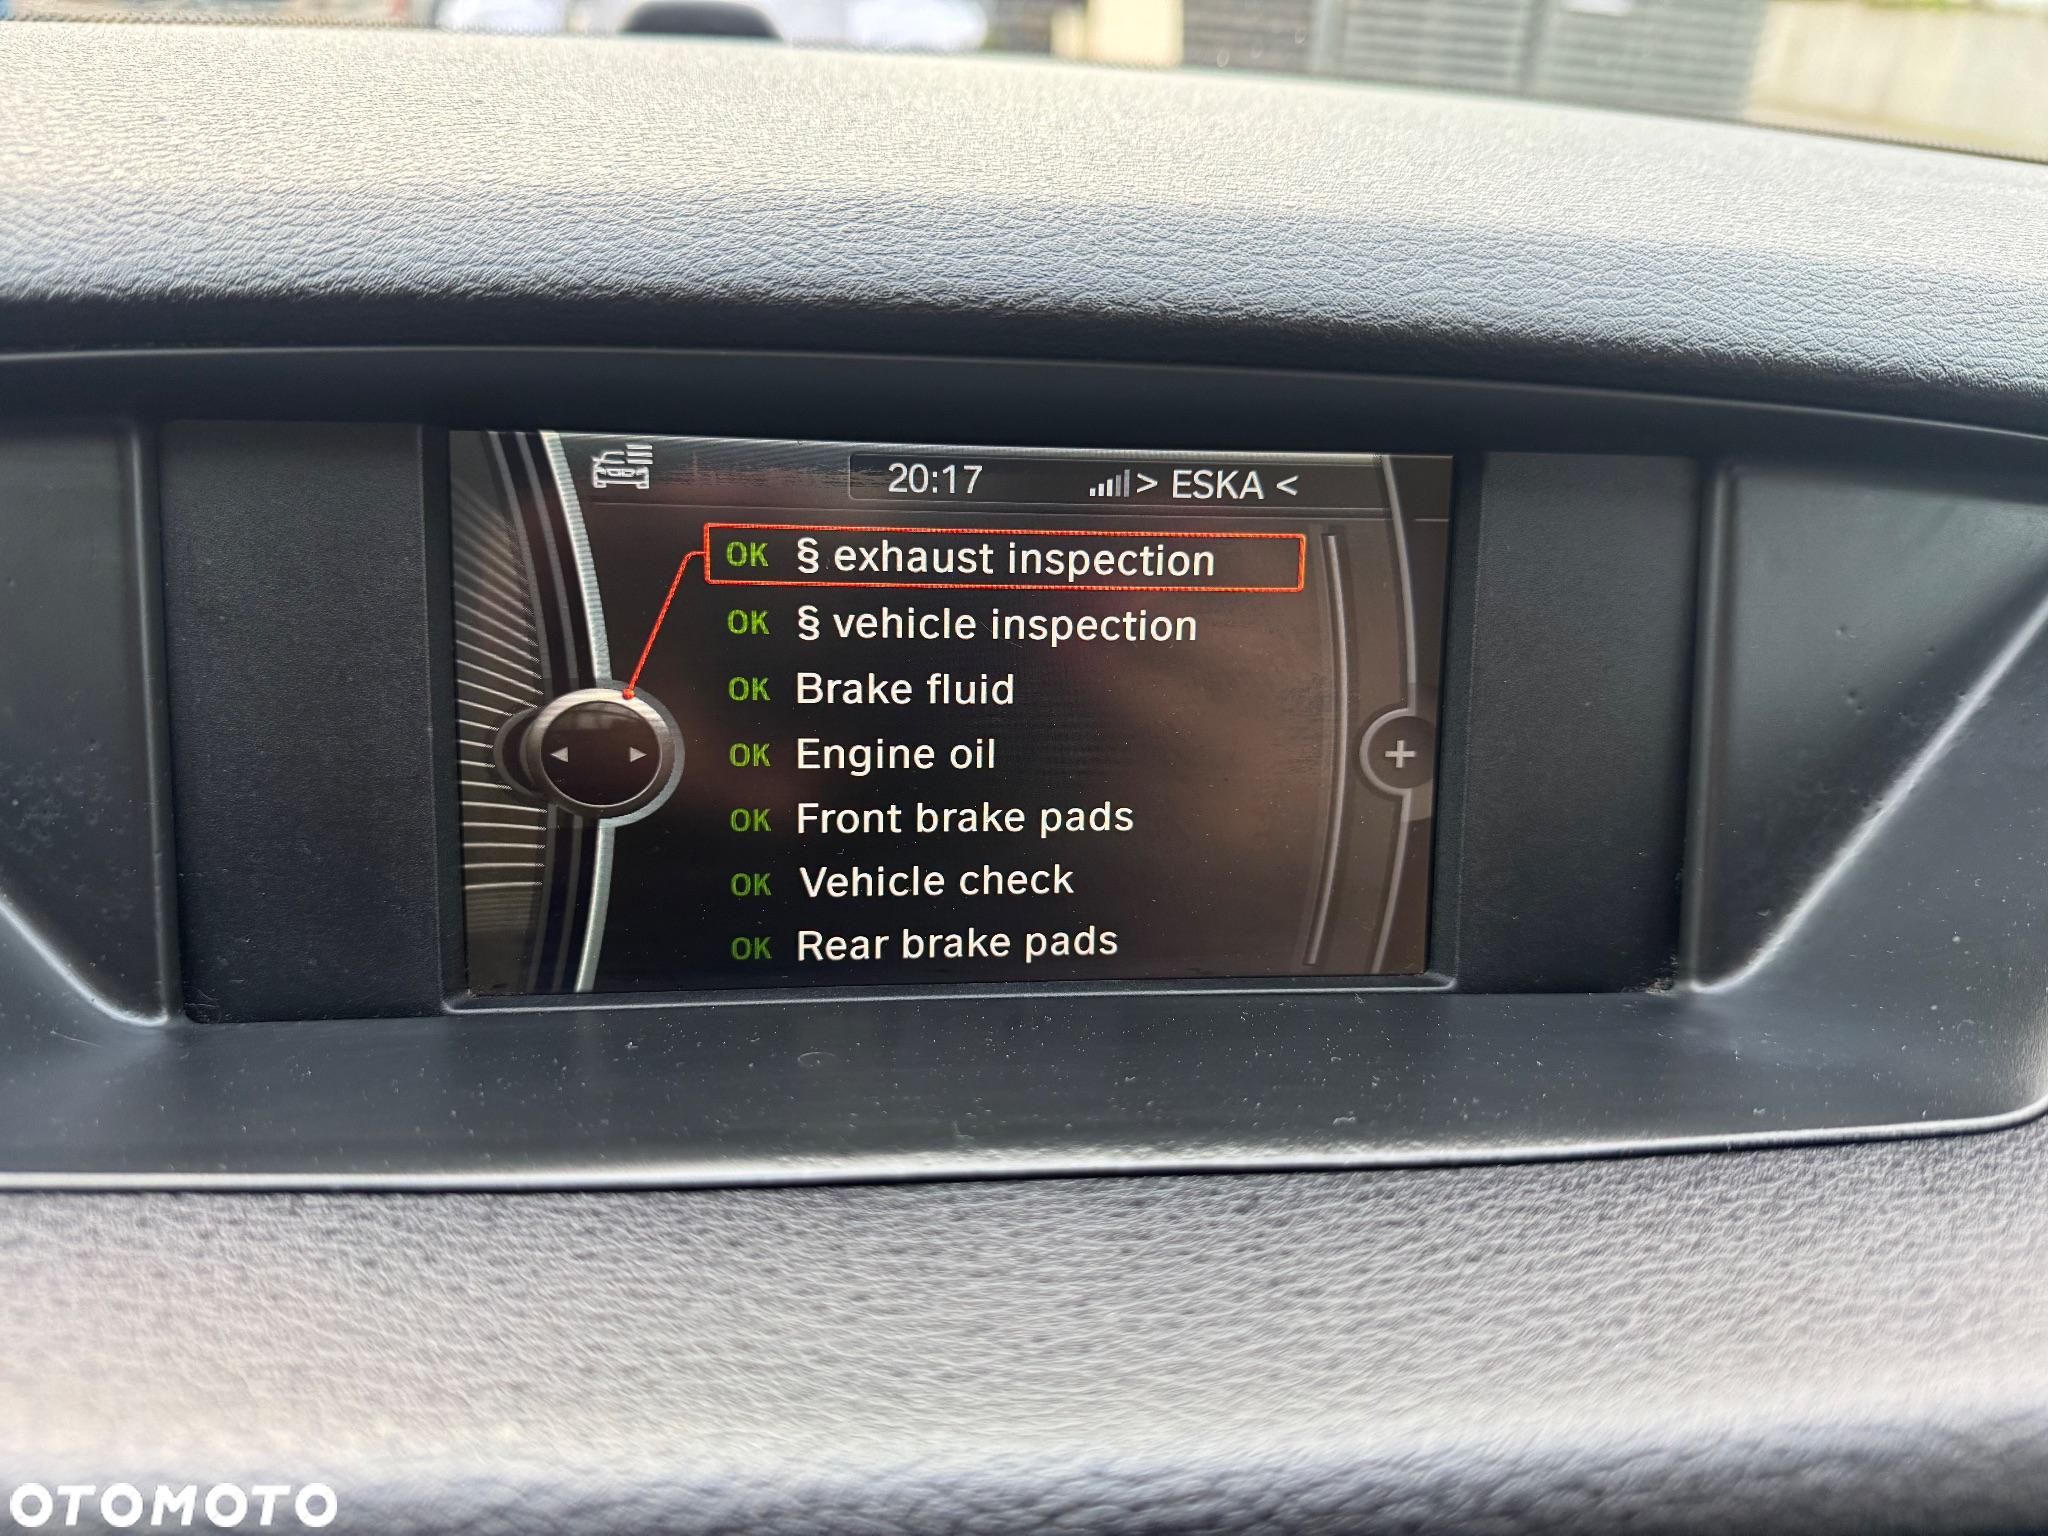 20:17 > ESKA <
OK § exhaust inspection
OK § vehicle inspection
OK Brake fluid
OK Engine oil
OK Front brake pads
OK Vehicle check
OK Rear brake pads
OTOMOTO